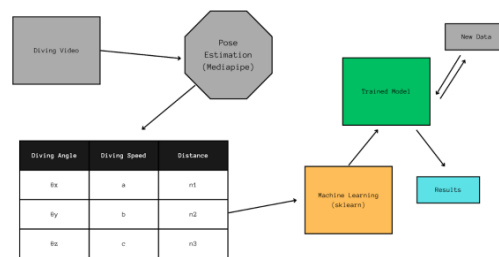 Diving Video
Pose
Estimation
(Mediapipe)
New Data
Trained Model
Diving Angle Diving Speed Distance
θx a n1
θy b n2
θz c n3
Machine Learning
(sklearn)
Results